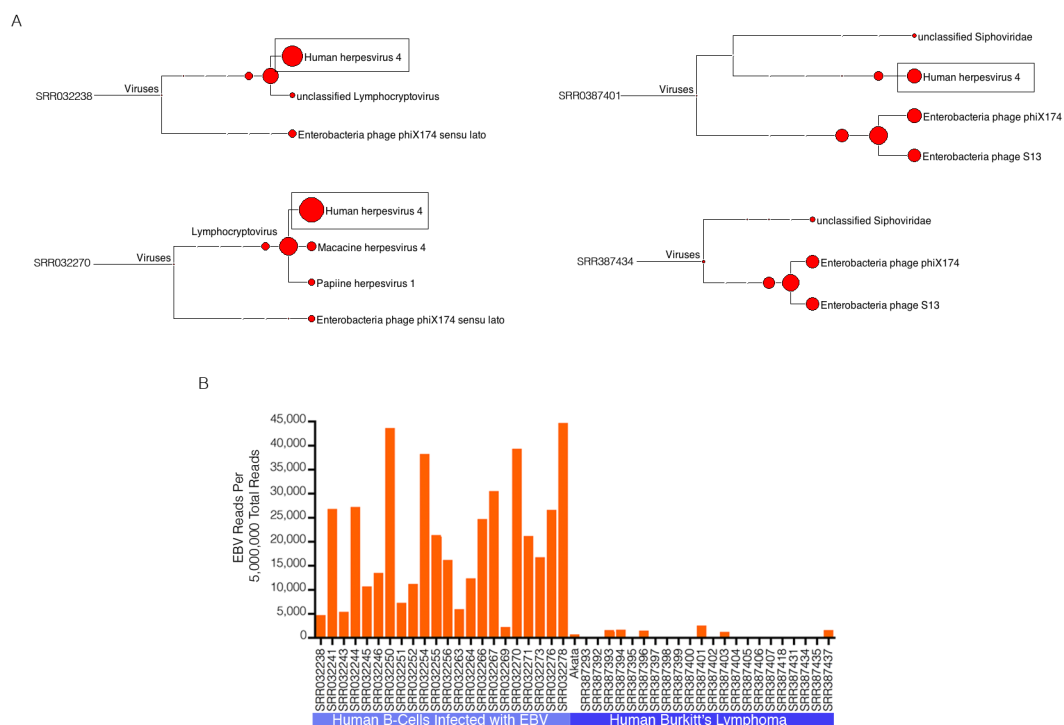 A
Human herpesvirus 4
Viruses
SRR032238
unclassified Lymphocryptovirus
Enterobacteria phage phiX174 sensu lato
unclassified Siphoviridae
Human herpesvirus 4
Viruses
SRR0387401
Enterobacteria phage phiX174
Enterobacteria phage S13
Human herpesvirus 4
Lymphocryptovirus
Macacine herpesvirus 4
Viruses
SRR032270
Papiine herpesvirus 1
Enterobacteria phage phiX174 sensu lato
unclassified Siphoviridae
Viruses
SRR387434
Enterobacteria phage phiX174
Enterobacteria phage S13
B
EBV Reads Per
5,000,000 Total Reads
45,000
40,000
35,000
30,000
25,000
20,000
15,000
10,000
5,000
0
SRR032238
SRR032241
SRR032243
SRR032244
SRR032245
SRR032246
SRR032250
SRR032251
SRR032252
SRR032254
SRR032255
SRR032256
SRR032263
SRR032264
SRR032266
SRR032267
SRR032269
SRR032270
SRR032271
SRR032273
SRR032276
SRR032278
Akata
SRR387293
SRR387392
SRR387393
SRR387394
SRR387395
SRR387396
SRR387397
SRR387398
SRR387399
SRR387400
SRR387401
SRR387402
SRR387403
SRR387404
SRR387405
SRR387406
SRR387407
SRR387418
SRR387431
SRR387434
SRR387435
SRR387437
Human B-Cells Infected with EBV
Human Burkitt's Lymphoma